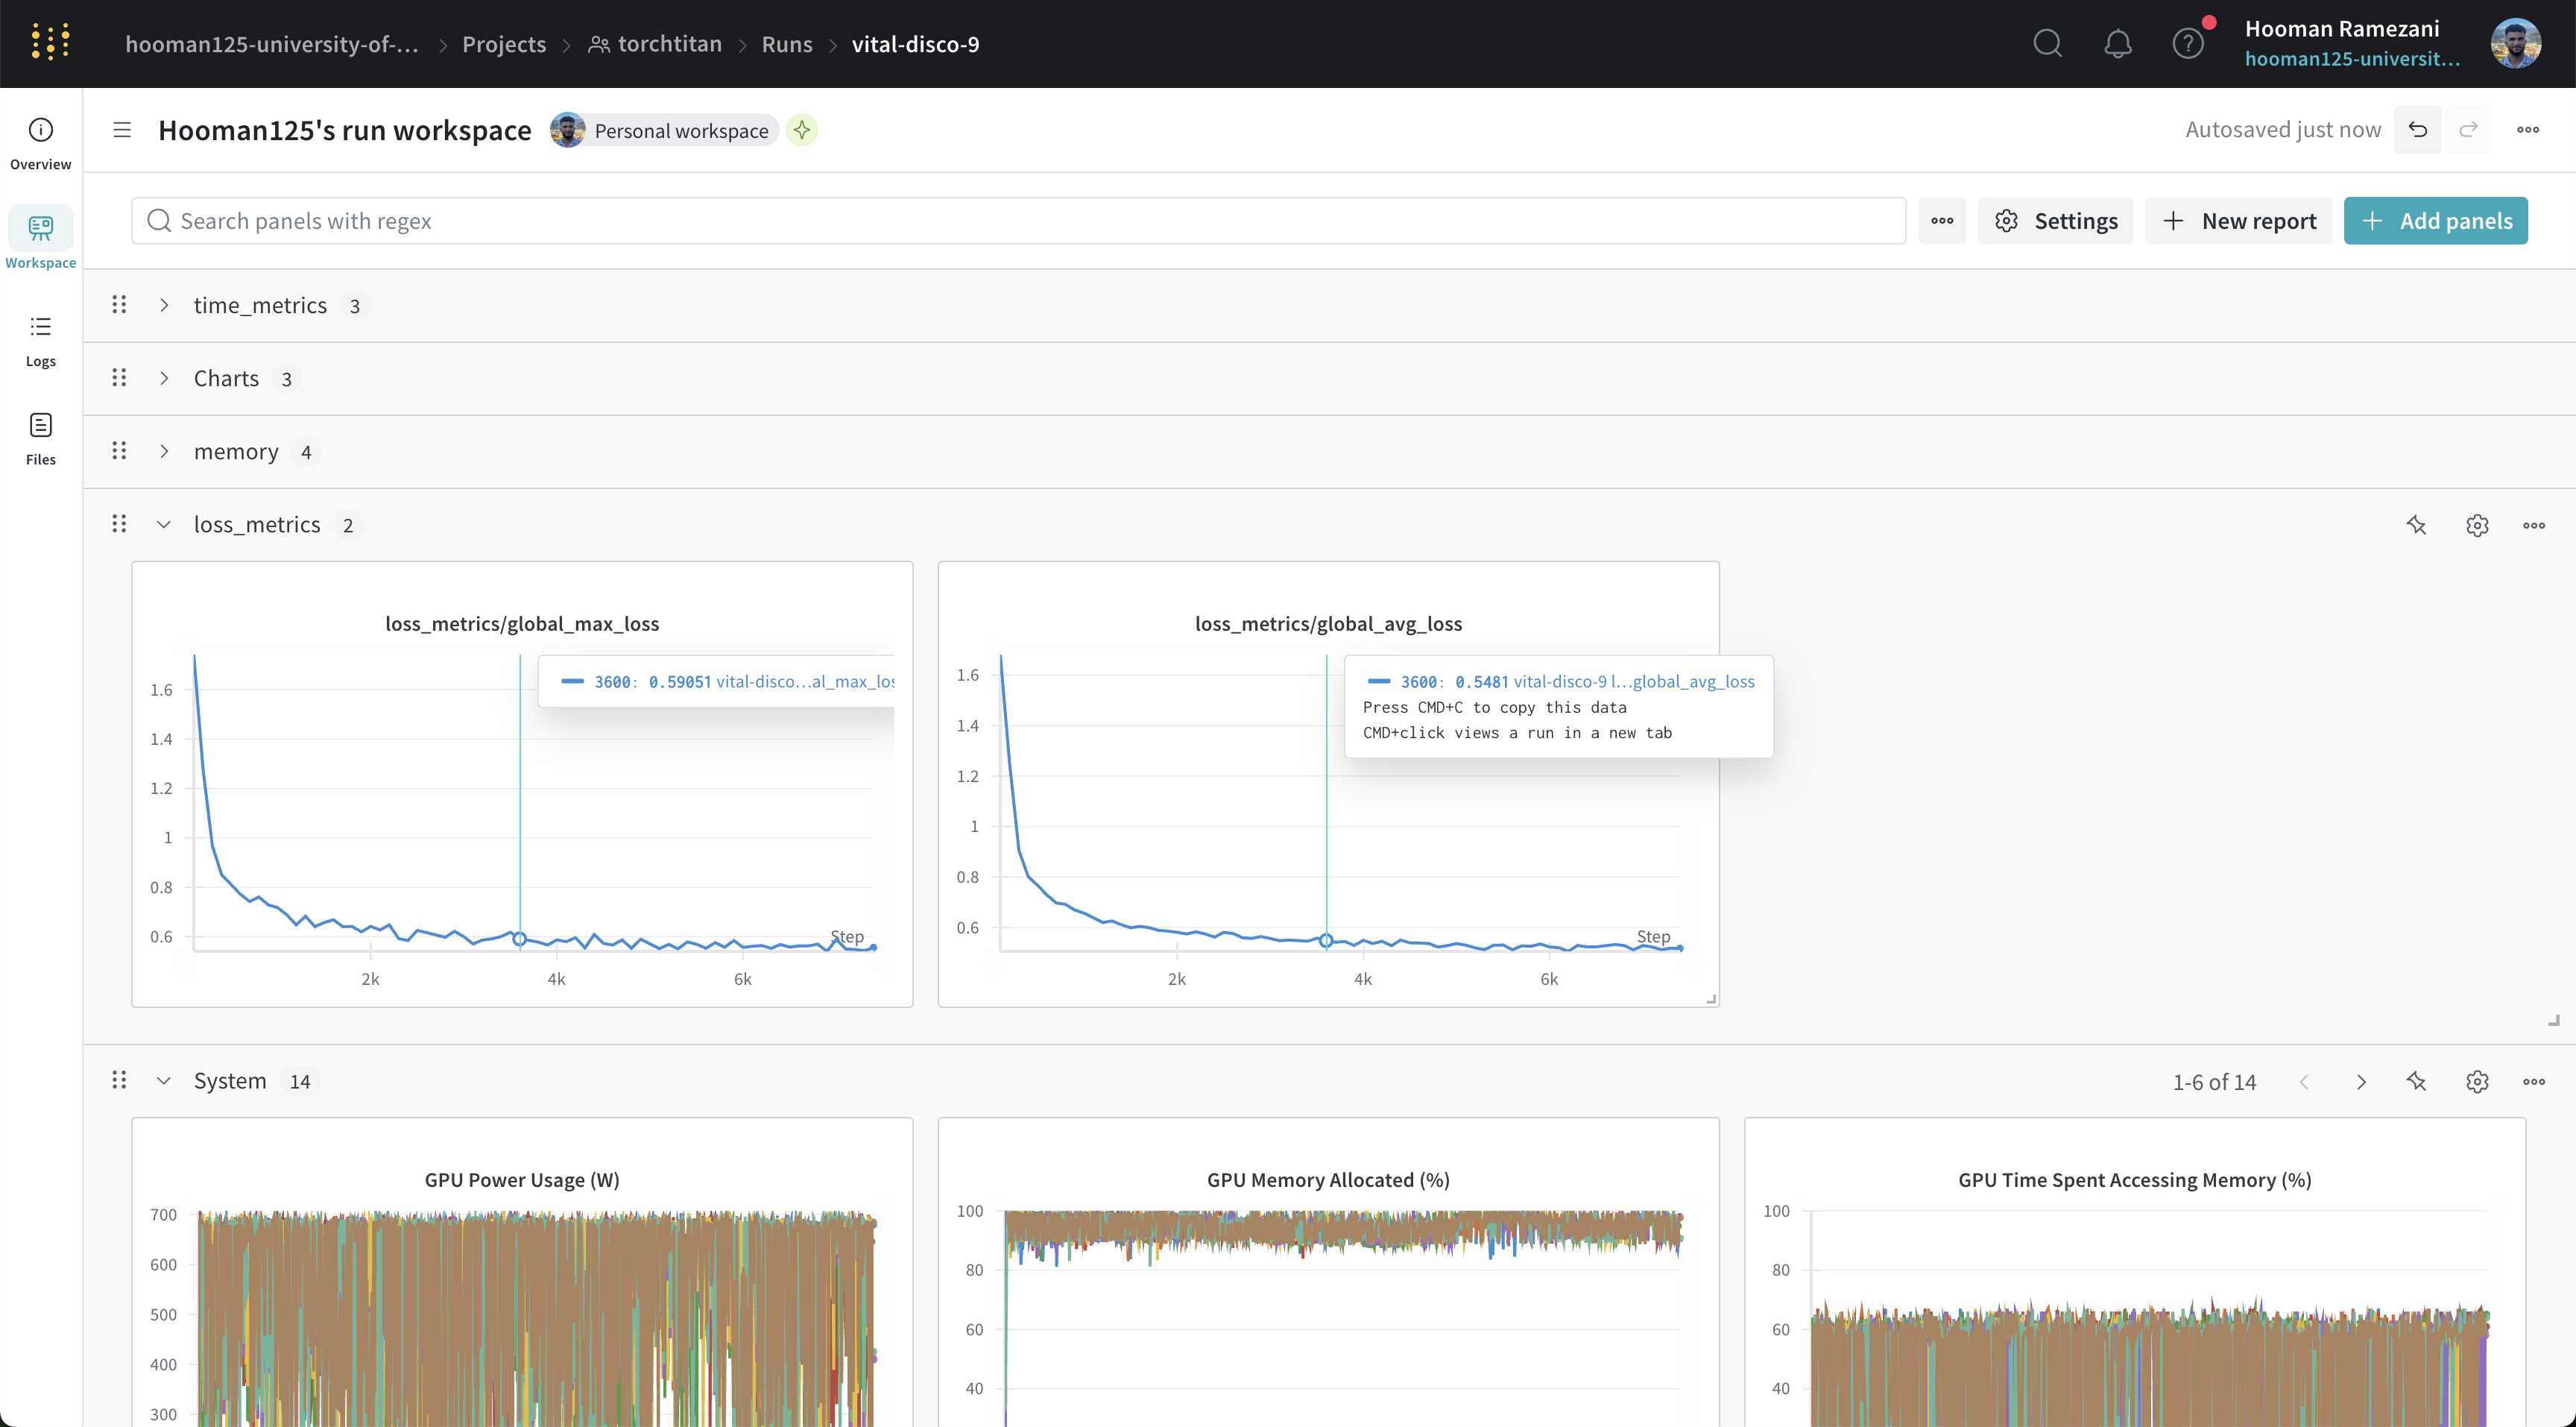 hooman125-university-of-... > Projects > torchtitan > Runs > vital-disco-9
Hooman Ramezani
hooman125-universit...
Overview
Workspace
Logs
Files
Hooman125's run workspace
Personal workspace
Autosaved just now
Search panels with regex
Settings
New report
Add panels
time_metrics 3
Charts 3
memory 4
loss_metrics 2
loss_metrics/global_max_loss
3600: 0.59051 vital-disco...al_max_los
1.6
1.4
1.2
1
0.8
0.6
Step
2k 4k 6k
loss_metrics/global_avg_loss
3600: 0.5481 vital-disco-9 l...global_avg_loss
Press CMD+C to copy this data
CMD+click views a run in a new tab
1.6
1.4
1.2
1
0.8
0.6
Step
2k 4k 6k
System 14
1-6 of 14
GPU Power Usage (W)
700
600
500
400
300
GPU Memory Allocated (%)
100
80
60
40
GPU Time Spent Accessing Memory (%)
100
80
60
40